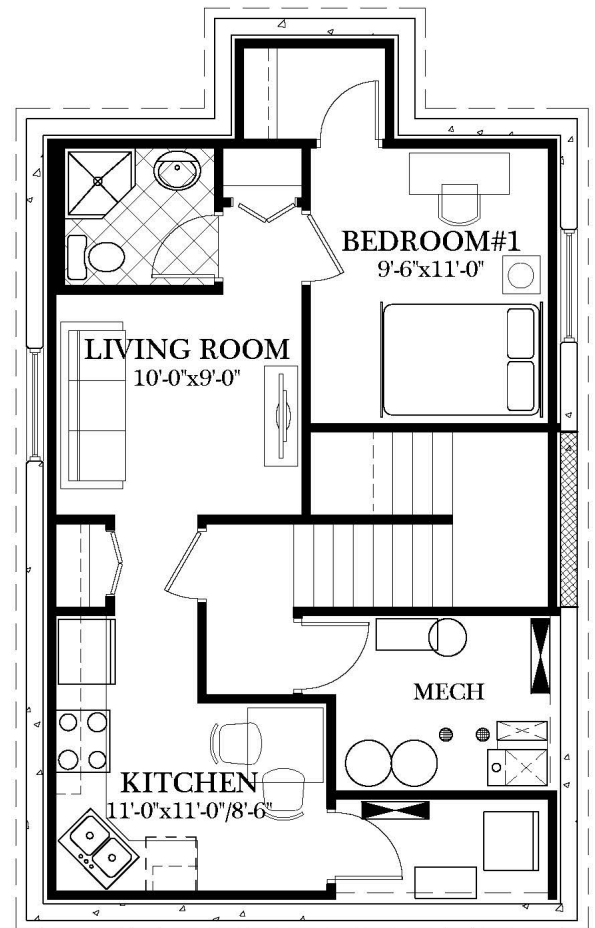 BEDROOM#1
9'-6"x11'-0"
LIVING ROOM
10'-0"x9'-0"
MECH
KITCHEN
11'-0"x11'-0"/8'-6"